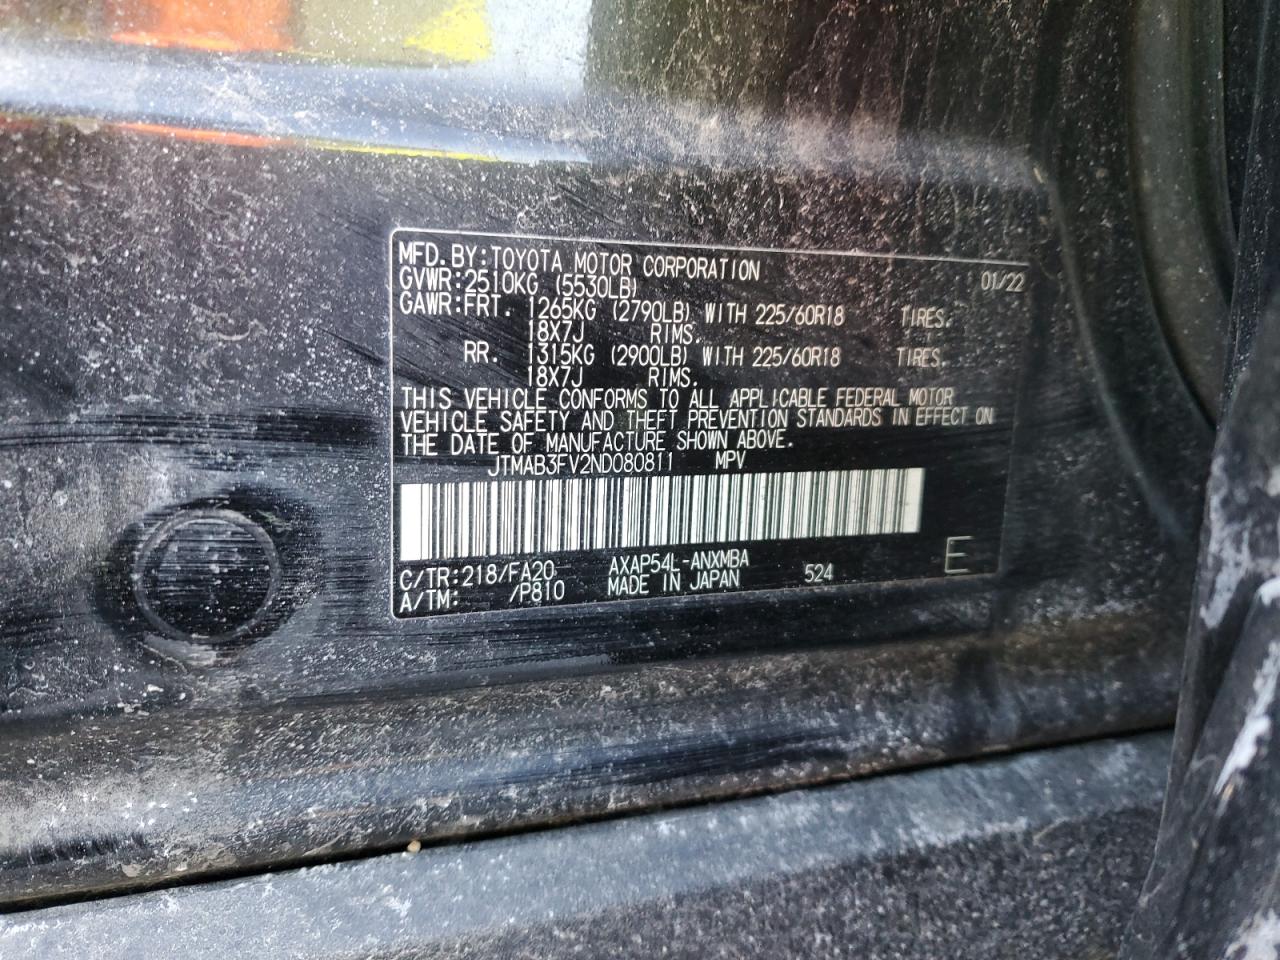 MFD. BY: TOYOTA MOTOR CORPORATION 01/22
GVWR: 2510KG (5530LB)
GAWR: FRT. 1265KG (2790LB) WITH 225/60R18 TIRES.
18X7J RIMS.
RR. 1315KG (2900LB) WITH 225/60R18 TIRES.
18X7J RIMS.
THIS VEHICLE CONFORMS TO ALL APPLICABLE FEDERAL MOTOR
VEHICLE SAFETY AND THEFT PREVENTION STANDARDS IN EFFECT ON
THE DATE OF MANUFACTURE SHOWN ABOVE.
JTMAB3FV2ND080811 MPV
C/TR: 218/FA20 AXAP54L-ANXMBA 524 E
A/TM: /P810 MADE IN JAPAN